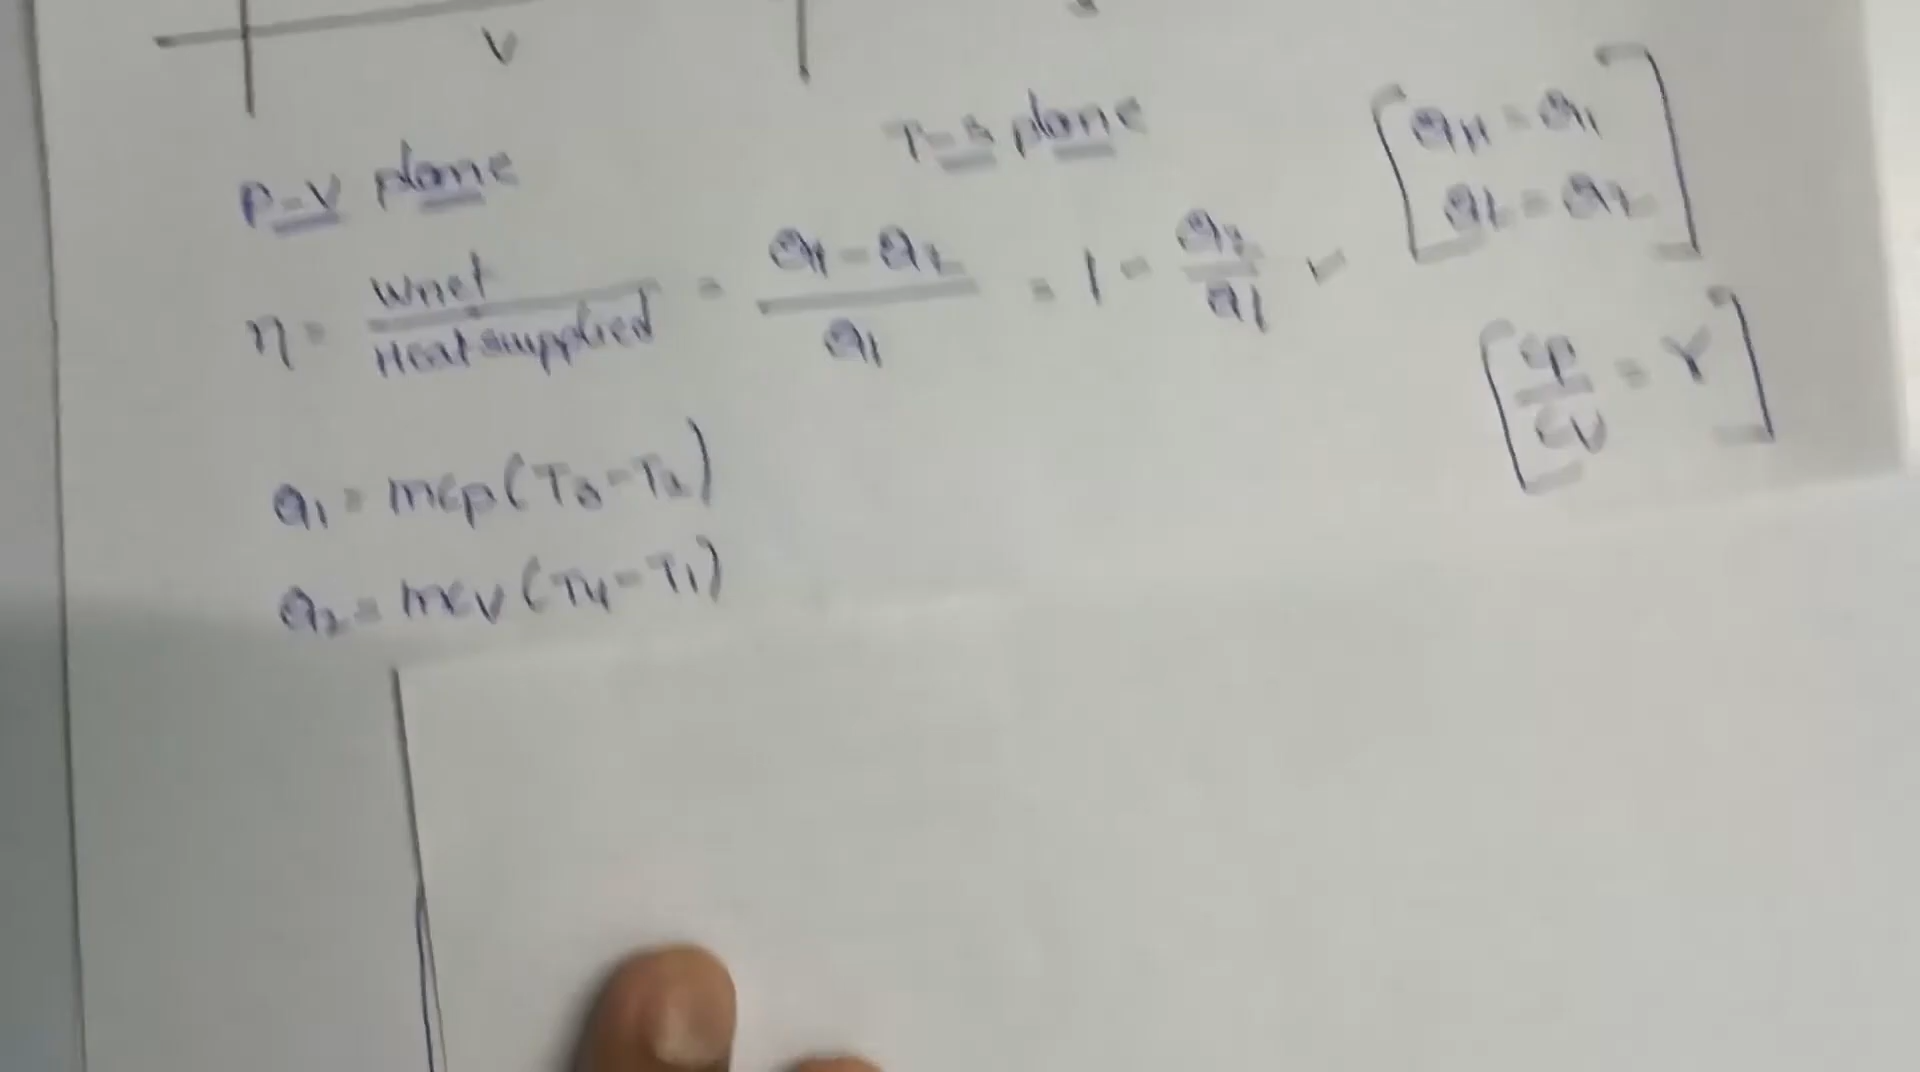 V
P-V plane
T-s plane
[QH = Q1
QL = Q2]
η = Wnet / Heat supplied = Q1 - Q2 / Q1 = 1 - Q2 / Q1
[cp / cv = γ]
Q1 = mcp(T3-T2)
Q2 = mcv(T4-T1)